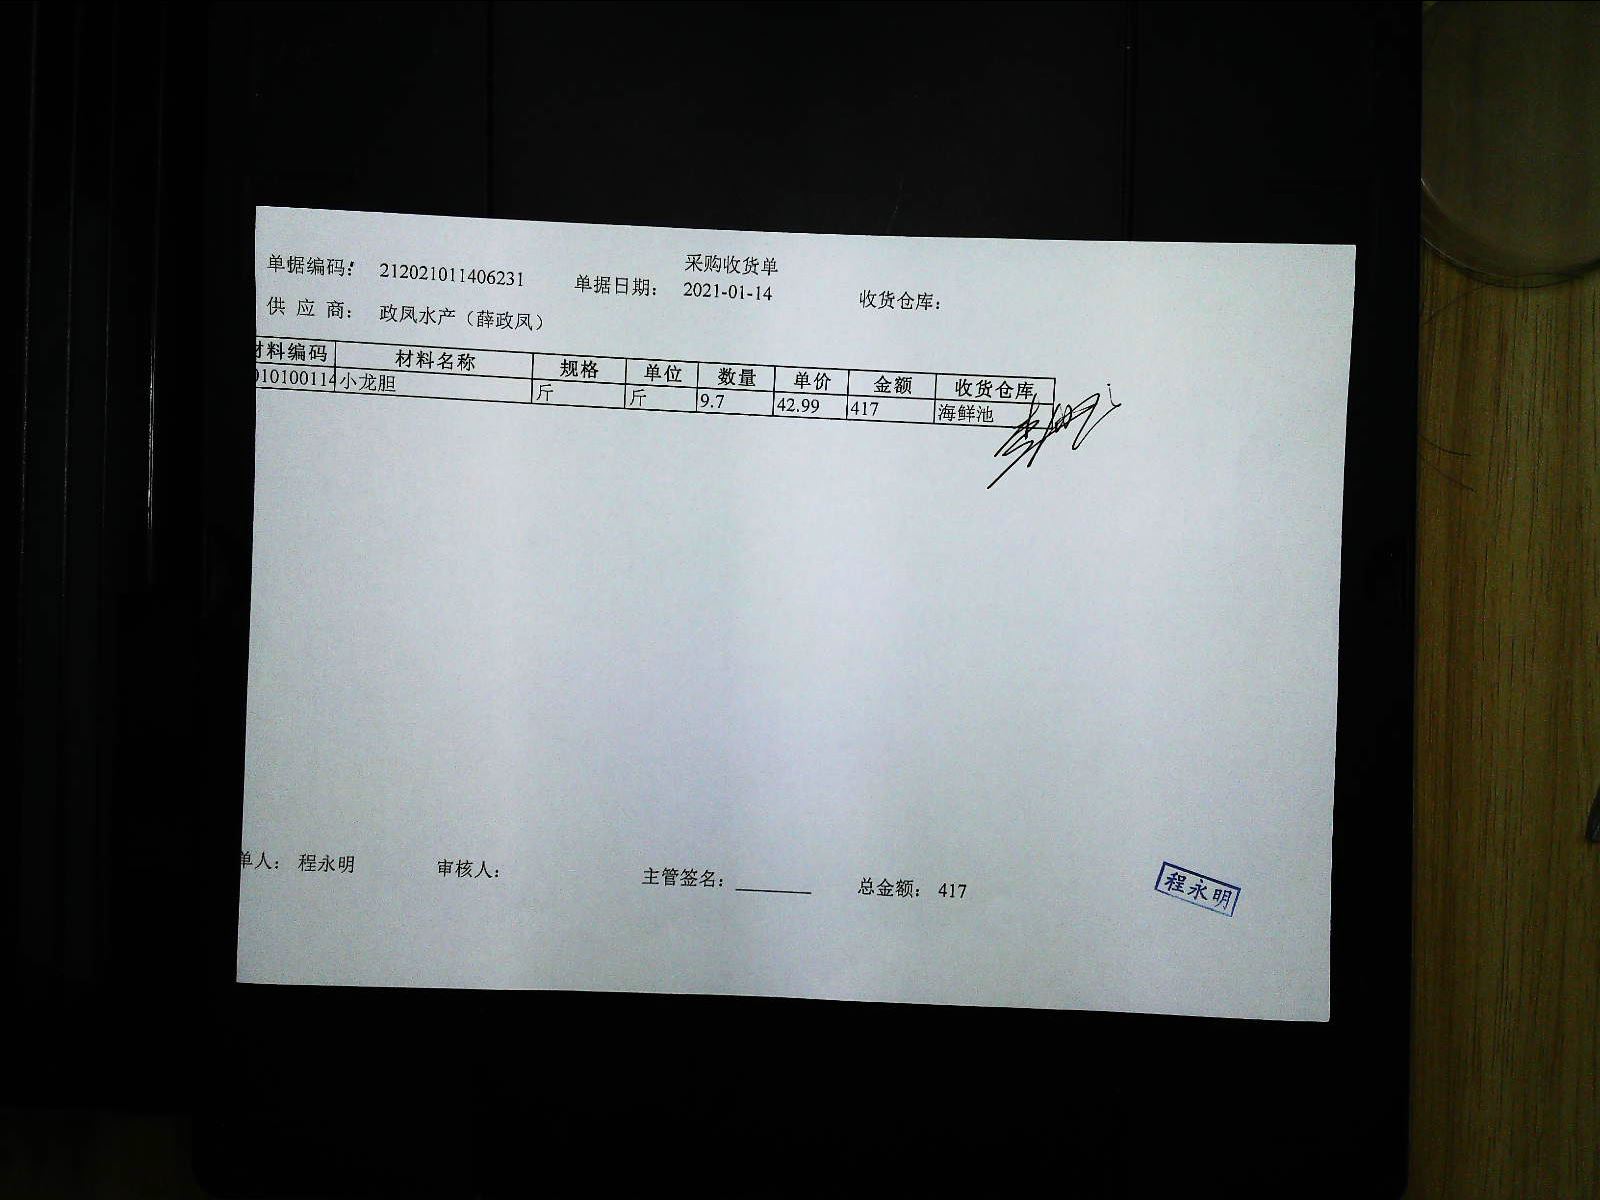 采购收货单
单据编码： 212021011406231 单据日期： 2021-01-14 收货仓库：
供 应 商： 政凤水产（薛政凤）
材料编码 材料名称 规格 单位 数量 单价 金额 收货仓库
010100114 小龙胆 斤 斤 9.7 42.99 417 海鲜池
单人： 程永明 审核人： 主管签名： 总金额： 417
程永明